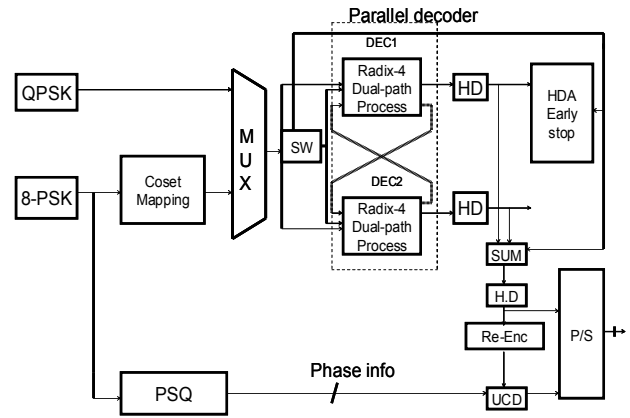 Parallel decoder
DEC1
QPSK
MUX
SW
Radix-4
Dual-path
Process
HD
HDA
Early
stop
8-PSK
Coset
Mapping
DEC2
Radix-4
Dual-path
Process
HD
SUM
H.D
Re-Enc
P/S
PSQ
Phase info
UCD